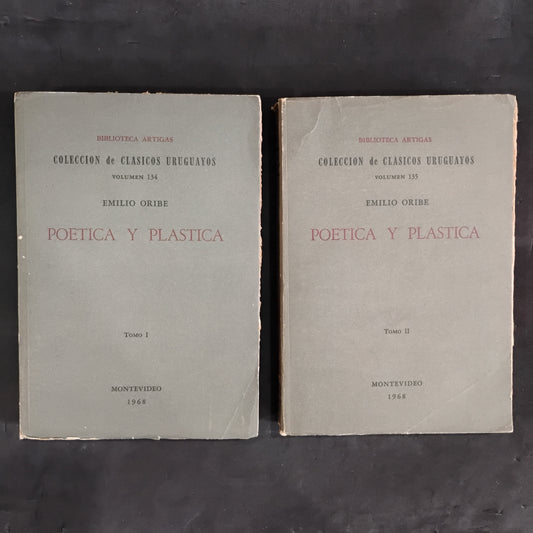 BIBLIOTECA ARTIGAS
COLECCION de CLASICOS URUGUAYOS
VOLUMEN 134
EMILIO ORIBE
POETICA Y PLASTICA
TOMO I
MONTEVIDEO
1968
BIBLIOTECA ARTIGAS
COLECCION de CLASICOS URUGUAYOS
VOLUMEN 135
EMILIO ORIBE
POETICA Y PLASTICA
TOMO II
MONTEVIDEO
1968